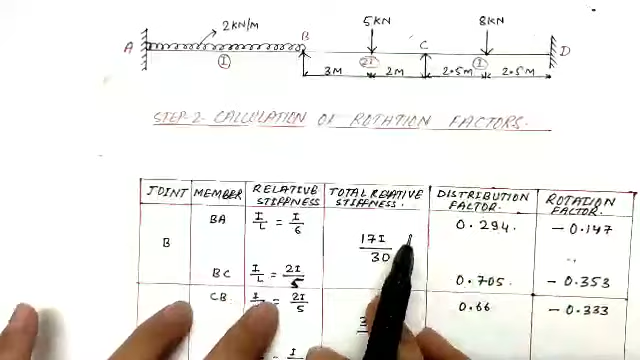 2KN/M
5KN
8KN
A
B
C
D
I
2I
I
3M
2M
2.5M
2.5M
STEP-2 CALCULATION OF ROTATION FACTORS.
JOINT
MEMBER
RELATIVE STIFFNESS
TOTAL RELATIVE STIFFNESS.
DISTRIBUTION FACTOR.
ROTATION FACTOR.
B
BA
I/L = I/6
17I/30
0.294.
- 0.147
BC
I/L = 2I/5
0.705.
- 0.353
CB
= 2I/5
0.66
- 0.333